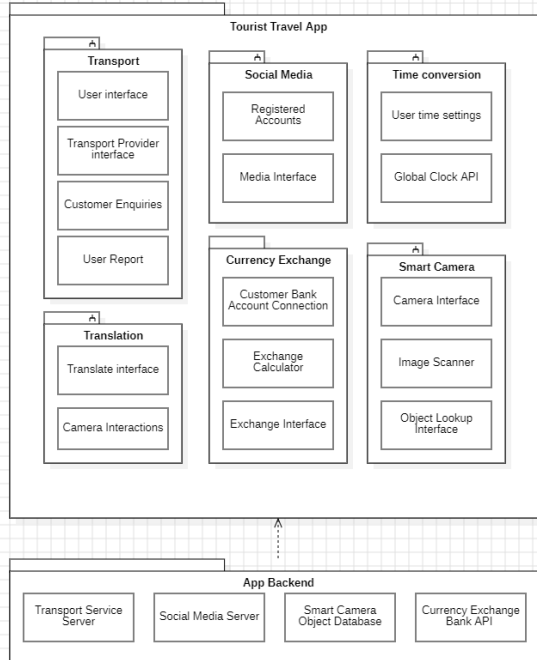 Tourist Travel App
Transport
User interface
Transport Provider
interface
Customer Enquiries
User Report
Social Media
Registered
Accounts
Media Interface
Time conversion
User time settings
Global Clock API
Translation
Translate interface
Camera Interactions
Currency Exchange
Customer Bank
Account Connection
Exchange
Calculator
Exchange Interface
Smart Camera
Camera Interface
Image Scanner
Object Lookup
Interface
App Backend
Transport Service
Server
Social Media Server
Smart Camera
Object Database
Currency Exchange
Bank API